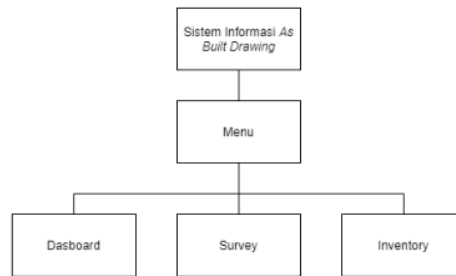 Sistem Informasi As
Built Drawing
Menu
Dasboard
Survey
Inventory